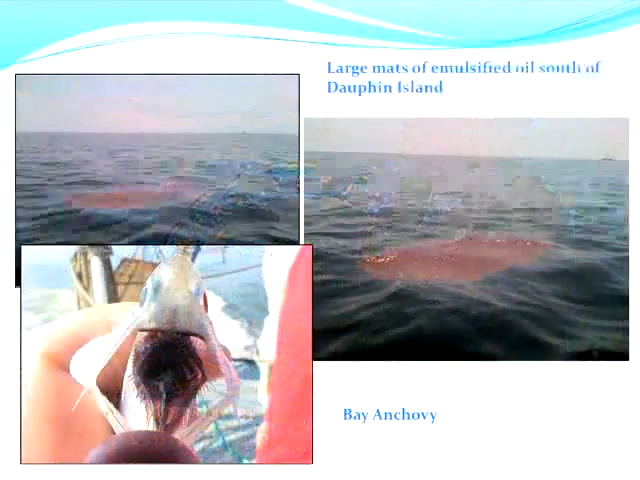 Large mats of emulsified oil south of
Dauphin Island
Bay Anchovy